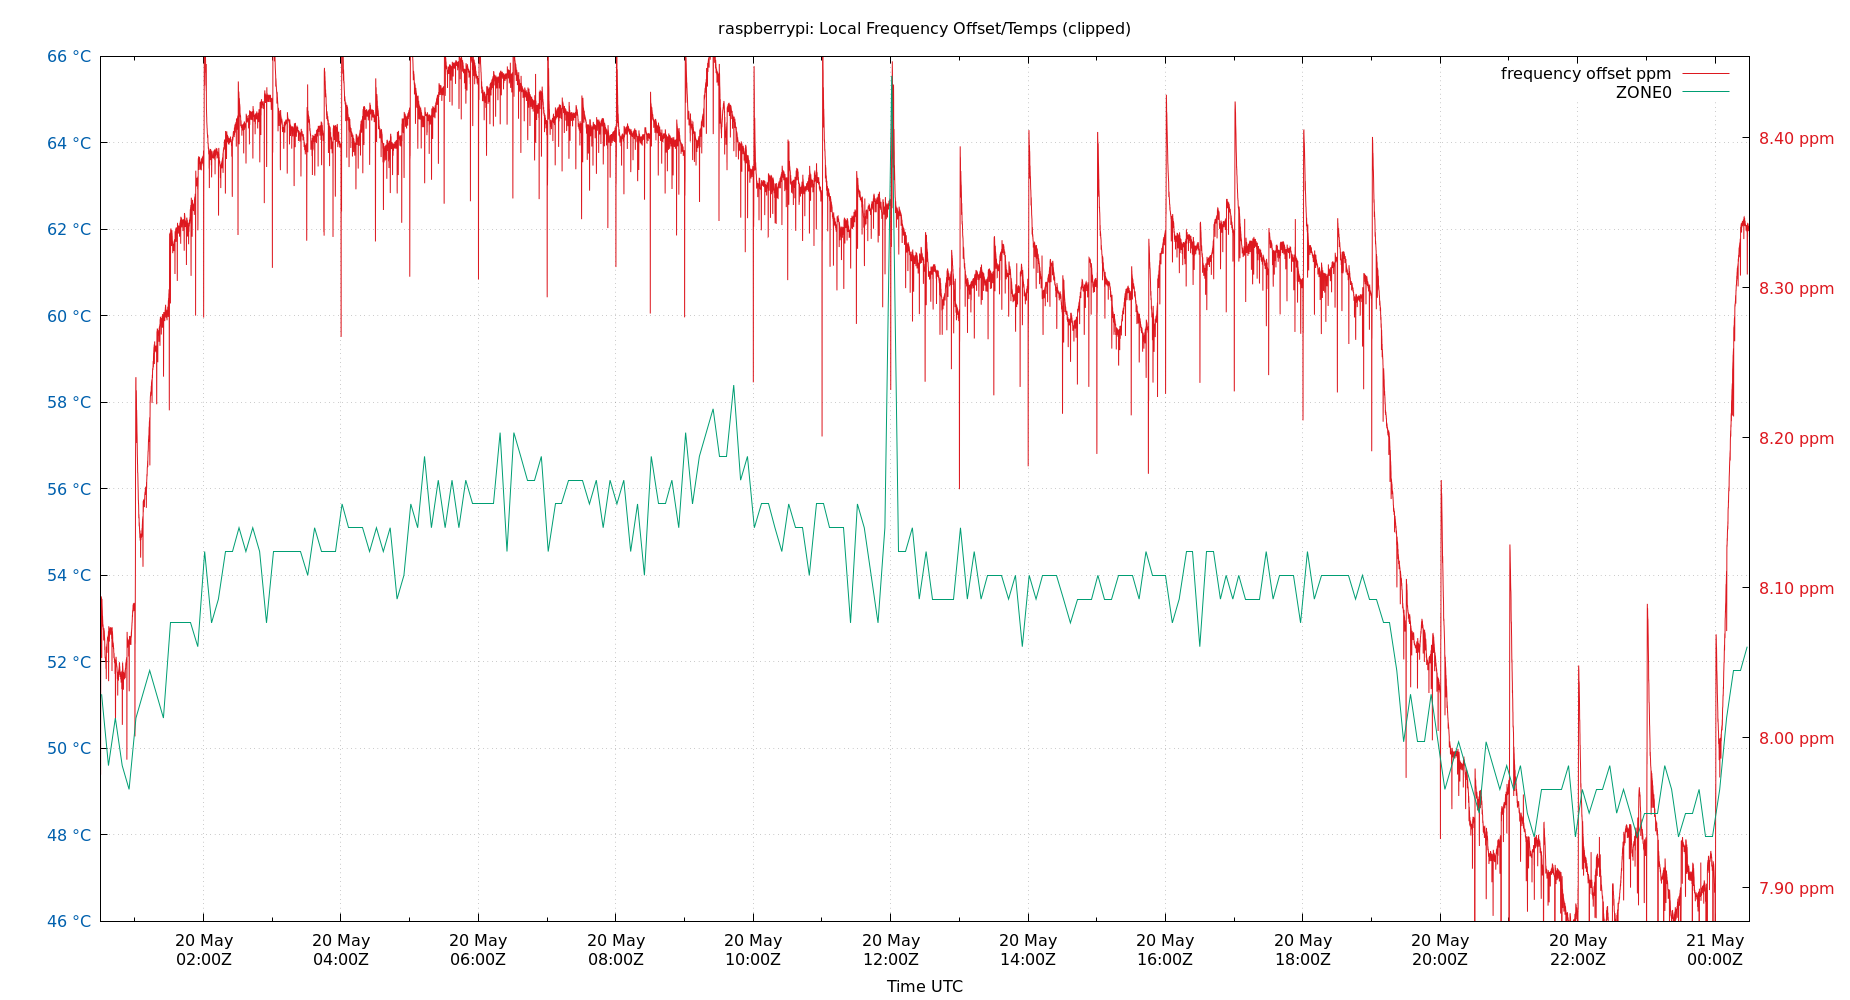 raspberrypi: Local Frequency Offset/Temps (clipped)
66 °C
64 °C
62 °C
60 °C
58 °C
56 °C
54 °C
52 °C
50 °C
48 °C
46 °C
frequency offset ppm
ZONE0
8.40 ppm
8.30 ppm
8.20 ppm
8.10 ppm
8.00 ppm
7.90 ppm
20 May
02:00Z
20 May
04:00Z
20 May
06:00Z
20 May
08:00Z
20 May
10:00Z
20 May
12:00Z
20 May
14:00Z
20 May
16:00Z
20 May
18:00Z
20 May
20:00Z
20 May
22:00Z
21 May
00:00Z
Time UTC